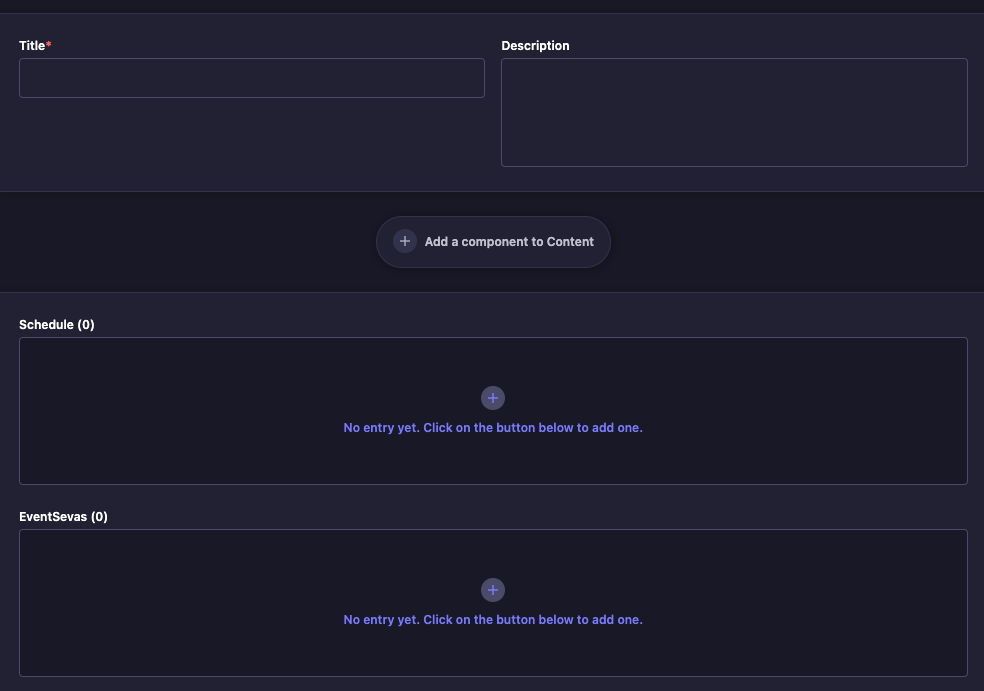 Title*
Description
Add a component to Content
Schedule (0)
No entry yet. Click on the button below to add one.
EventSevas (0)
No entry yet. Click on the button below to add one.